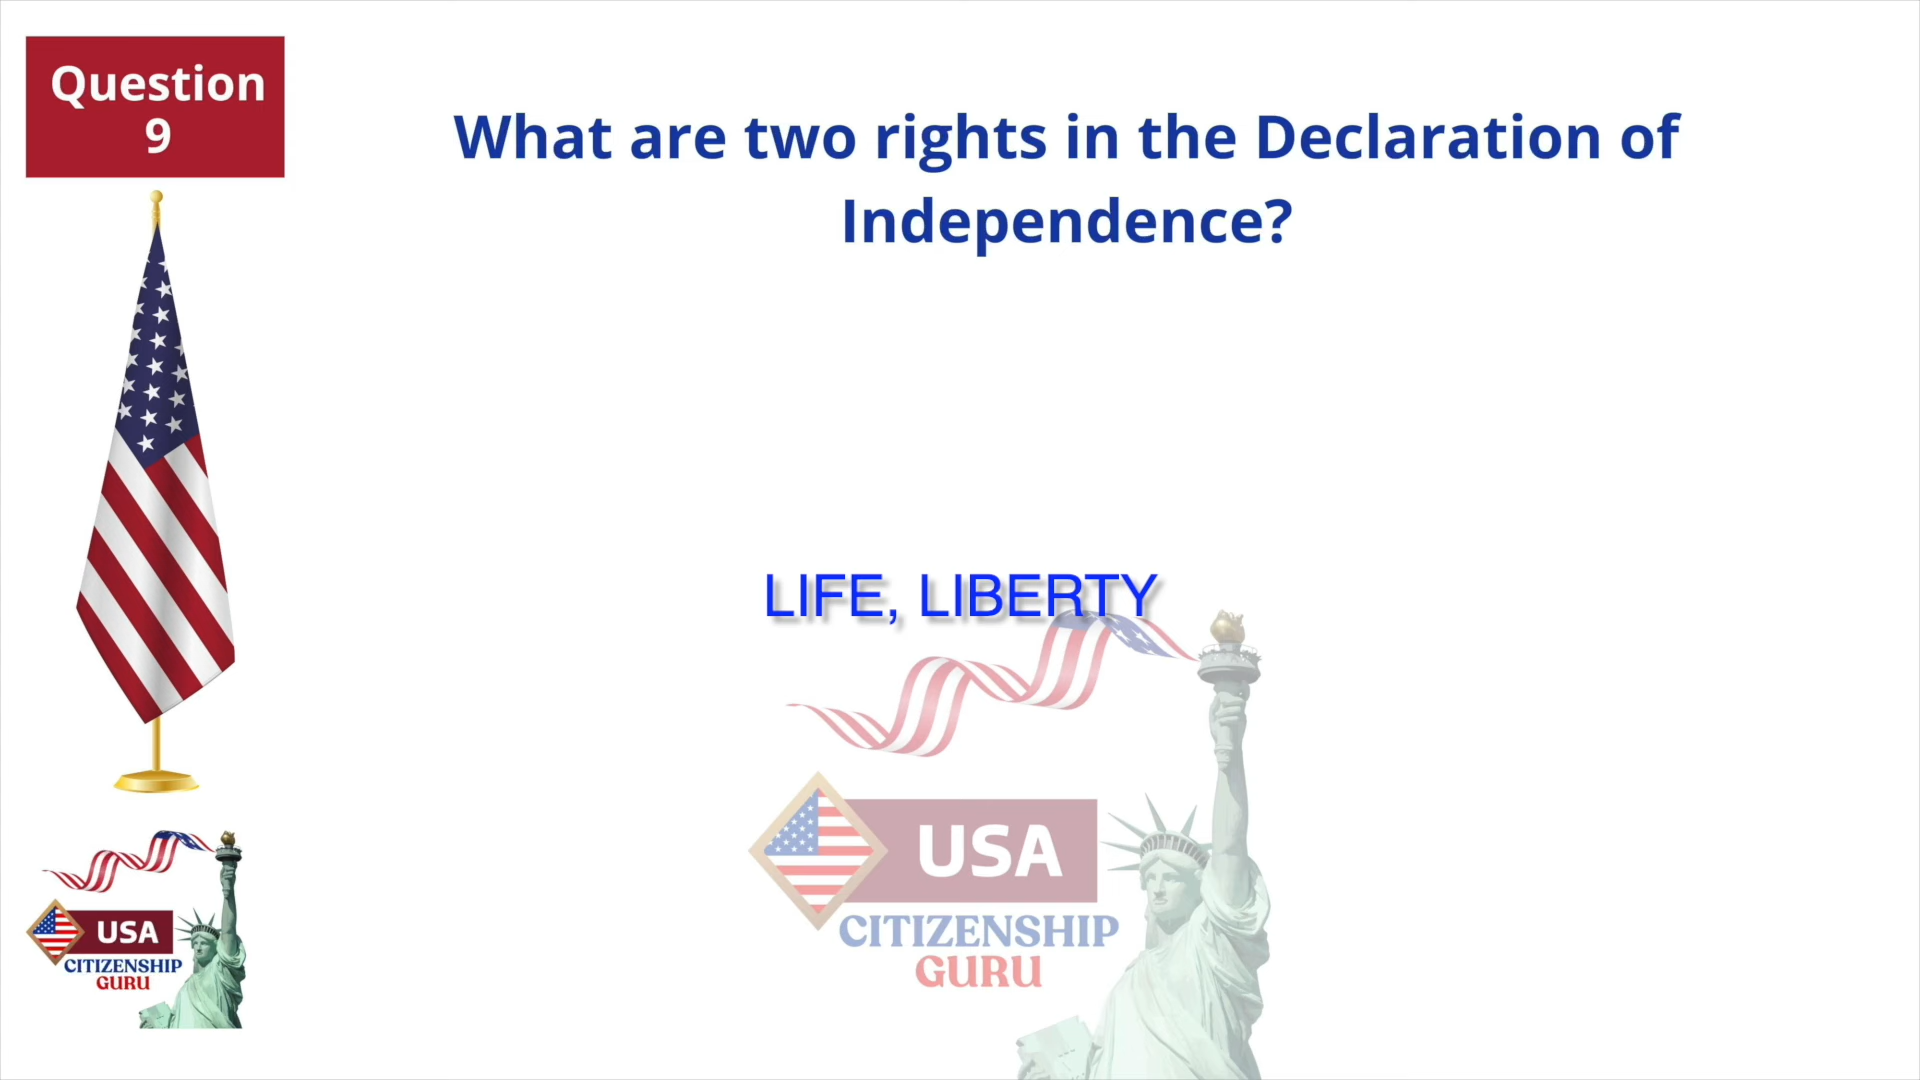 Question
9
What are two rights in the Declaration of
Independence?
LIFE, LIBERTY
USA
CITIZENSHIP
GURU
USA
CITIZENSHIP
GURU